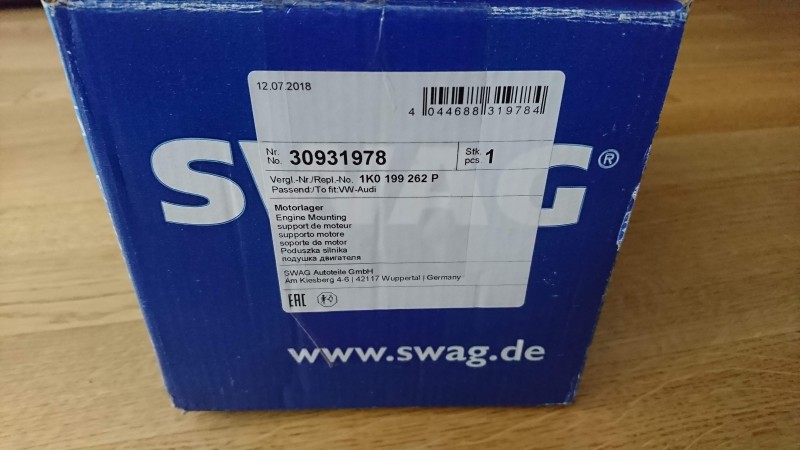 12.07.2018
4 044688 319784
Nr.
No. 30931978
Stk.
pcs 1
Vergl.-Nr./Repl.-No. 1K0 199 262 P
Passend:/To fit:VW-Audi
Motorlager
Engine Mounting
support de moteur
supporto motore
soporte de motor
Poduszka silnika
подушка двигателя
SWAG Autoteile GmbH
Am Kiesberg 4-6 | 42117 Wuppertal | Germany
EAC
SWAG®
www.swag.de